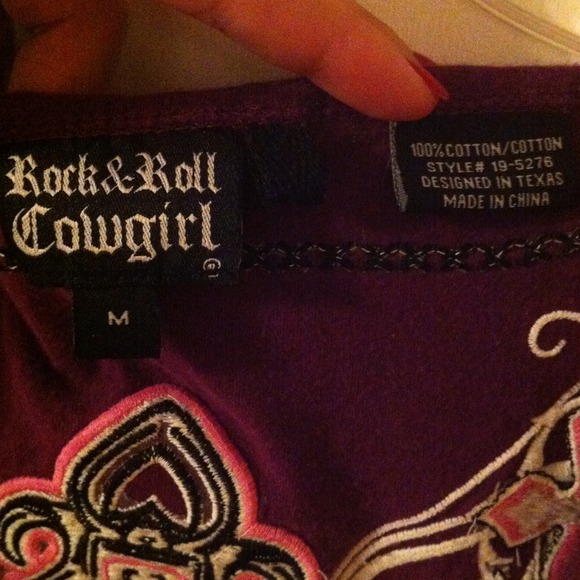 Rock & Roll
Cowgirl
M
100% COTTON/COTTON
STYLE# 19-5276
DESIGNED IN TEXAS
MADE IN CHINA